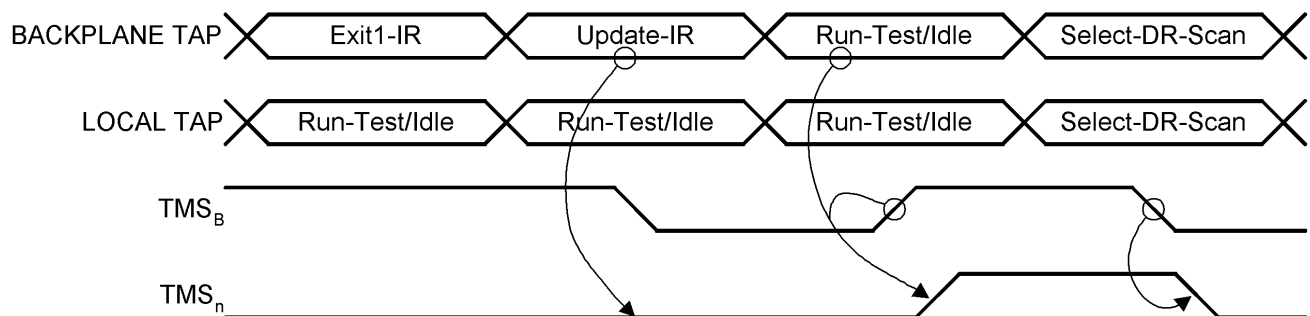 BACKPLANE TAP Exit1-IR Update-IR Run-Test/Idle Select-DR-Scan
LOCAL TAP Run-Test/Idle Run-Test/Idle Run-Test/Idle Select-DR-Scan
TMSB
TMSn